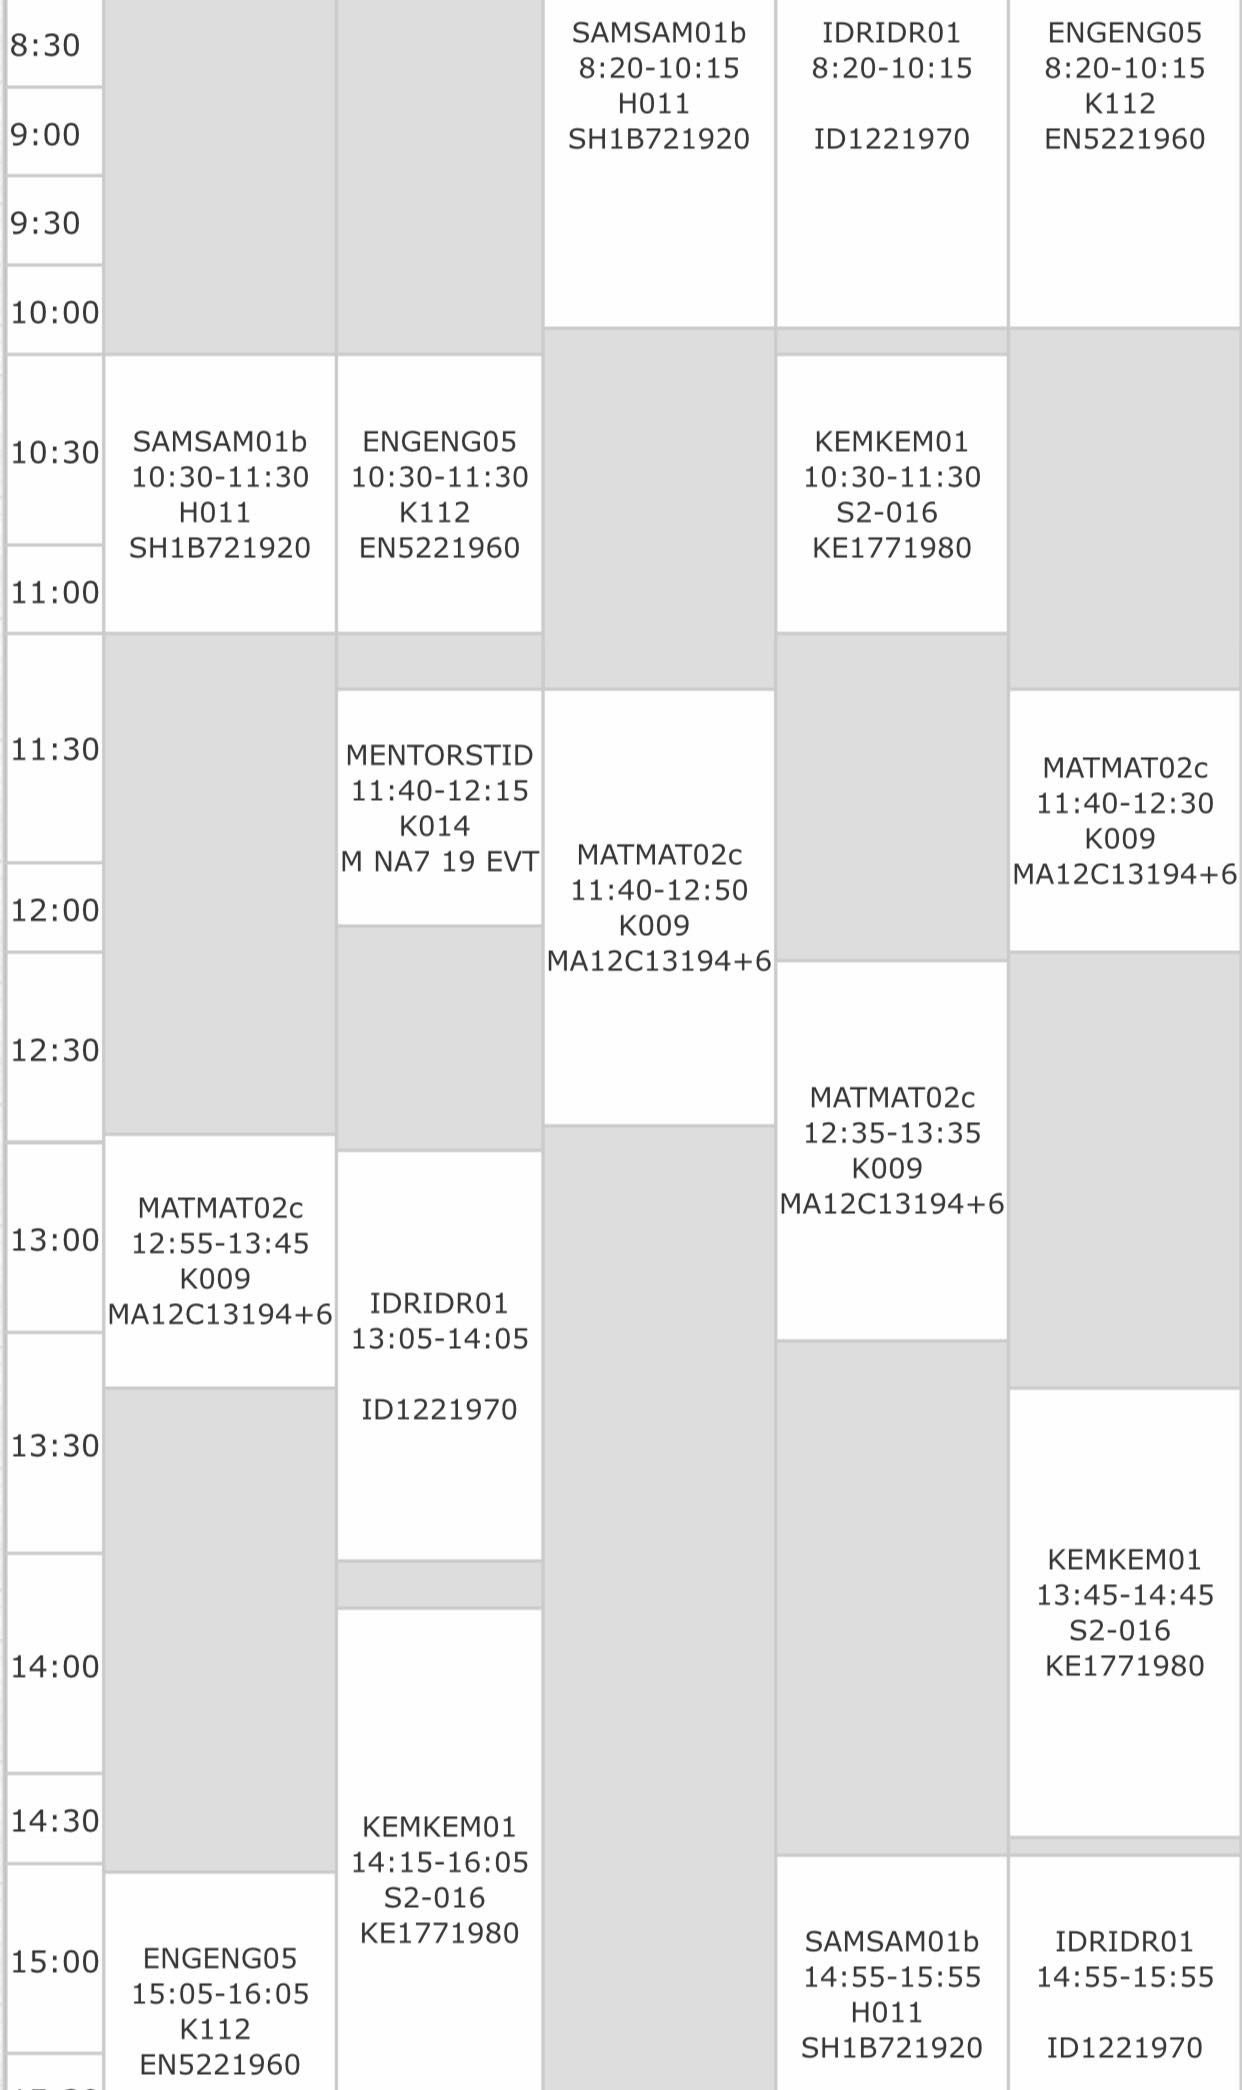 8:30
9:00
9:30
10:00
10:30
11:00
11:30
12:00
12:30
13:00
13:30
14:00
14:30
15:00
SAMSAM01b
10:30-11:30
H011
SH1B721920
MATMAT02c
12:55-13:45
K009
MA12C13194+6
ENGENG05
15:05-16:05
K112
EN5221960
ENGENG05
10:30-11:30
K112
EN5221960
MENTORSTID
11:40-12:15
K014
M NA7 19 EVT
IDRIDR01
13:05-14:05
ID1221970
KEMKEM01
14:15-16:05
S2-016
KE1771980
SAMSAM01b
8:20-10:15
H011
SH1B721920
MATMAT02c
11:40-12:50
K009
MA12C13194+6
IDRIDR01
8:20-10:15
ID1221970
KEMKEM01
10:30-11:30
S2-016
KE1771980
MATMAT02c
12:35-13:35
K009
MA12C13194+6
SAMSAM01b
14:55-15:55
H011
SH1B721920
ENGENG05
8:20-10:15
K112
EN5221960
MATMAT02c
11:40-12:30
K009
MA12C13194+6
KEMKEM01
13:45-14:45
S2-016
KE1771980
IDRIDR01
14:55-15:55
ID1221970